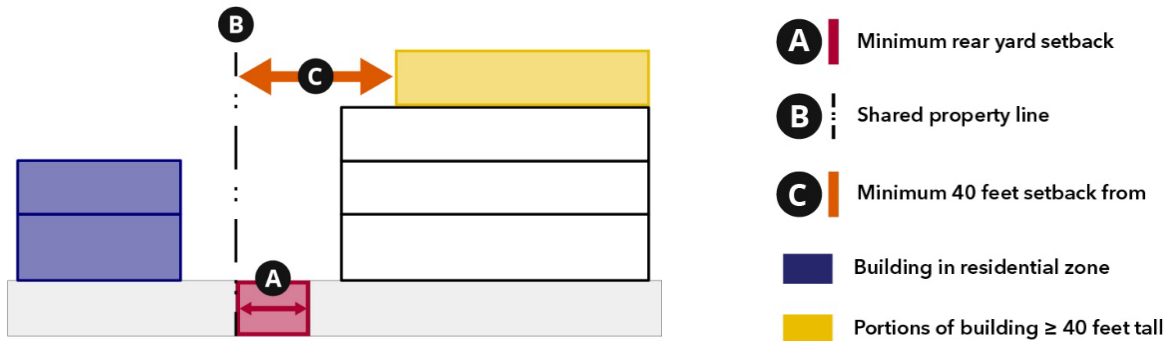 B
C
A
A Minimum rear yard setback
B Shared property line
C Minimum 40 feet setback from
Building in residential zone
Portions of building ≥ 40 feet tall